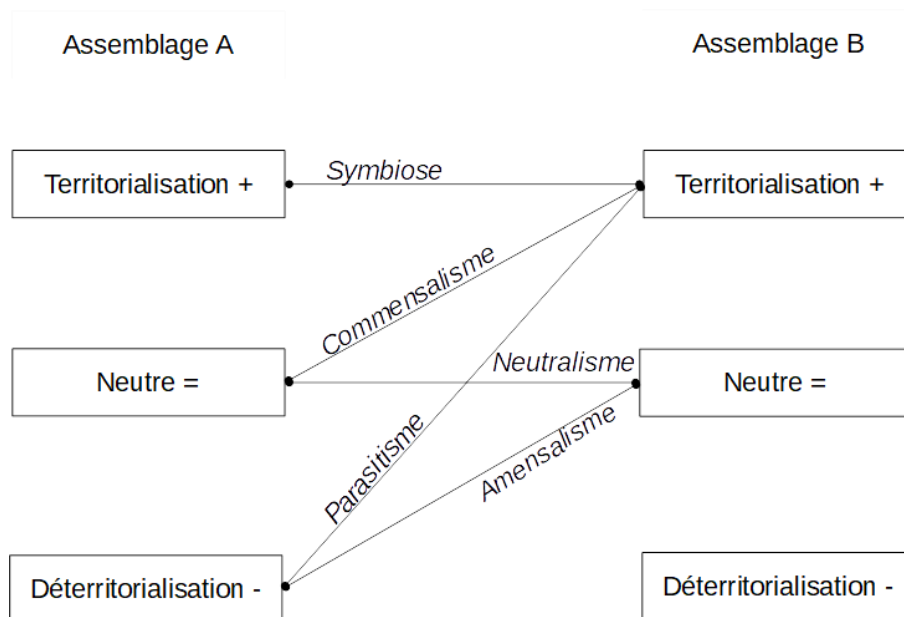 Assemblage A
Assemblage B
Territorialisation +
Symbiose
Territorialisation +
Commensalisme
Neutre =
Neutralisme
Neutre =
Parasitisme
Amensalisme
Déterritorialisation -
Déterritorialisation -